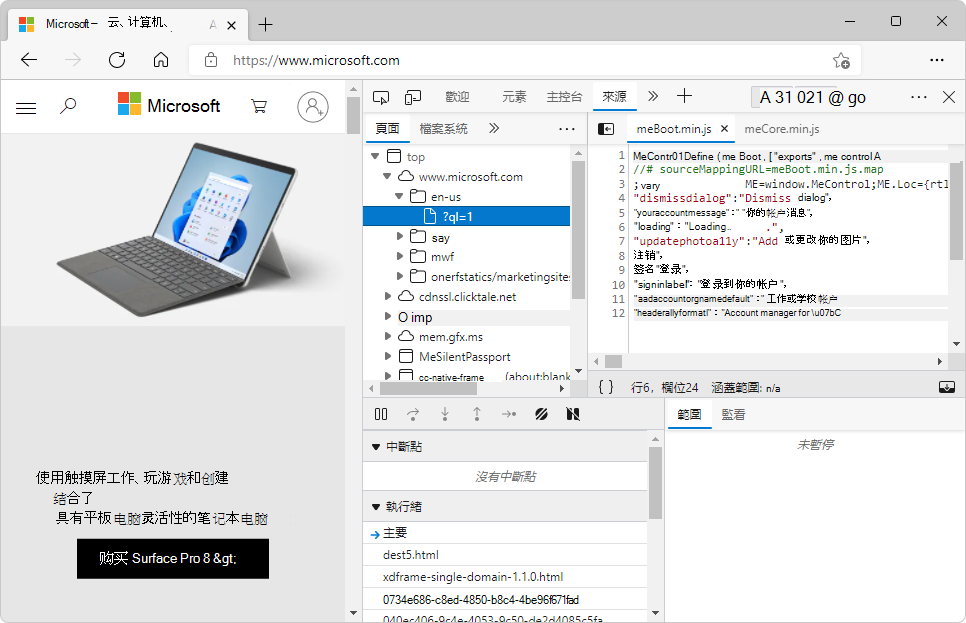 Microsoft – 云、计算机、
https://www.microsoft.com
Microsoft
使用触摸屏工作、玩游戏和创建
结合了
具有平板电脑灵活性的笔记本电脑
购买 Surface Pro 8 &gt;
歡迎
元素
主控台
來源
A 31 021 @ go
頁面
檔案系統
top
www.microsoft.com
en-us
?ql=1
say
mwf
onerfstatics/marketingsite
cdnssl.clicktale.net
O imp
mem.gfx.ms
MeSilentPassport
cc-native-frame (about:blank
meBoot.min.js
meCore.min.js
1 MeContr01Define ( me Boot , [ "exports" , me control A
2 //# sourceMappingURL=meBoot.min.js.map
3 ; vary ME=window.MeControl;ME.Loc={rtl
4 "dismissdialog":"Dismiss dialog",
5 "youraccountmessage":""你的帐户消息",
6 "loading":"Loading.. .",
7 "updatephotoa11y":"Add 或更改你的图片",
8 注销",
9 签名"登录",
10 "signinlabel":"登录到你的帐户",
11 "aadaccountorgnamedefault":"工作或学校帐户
12 "headerallyformatl":"Account manager for \u07bC
{ } 行6，欄位24 涵蓋範圍: n/a
中斷點
沒有中斷點
執行緒
主要
dest5.html
xdframe-single-domain-1.1.0.html
0734e686-c8ed-4850-b8c4-4be96f671fad
040ec406-9c4e-4053-9c50-de2d4085c5fa
範圍
監看
未暫停